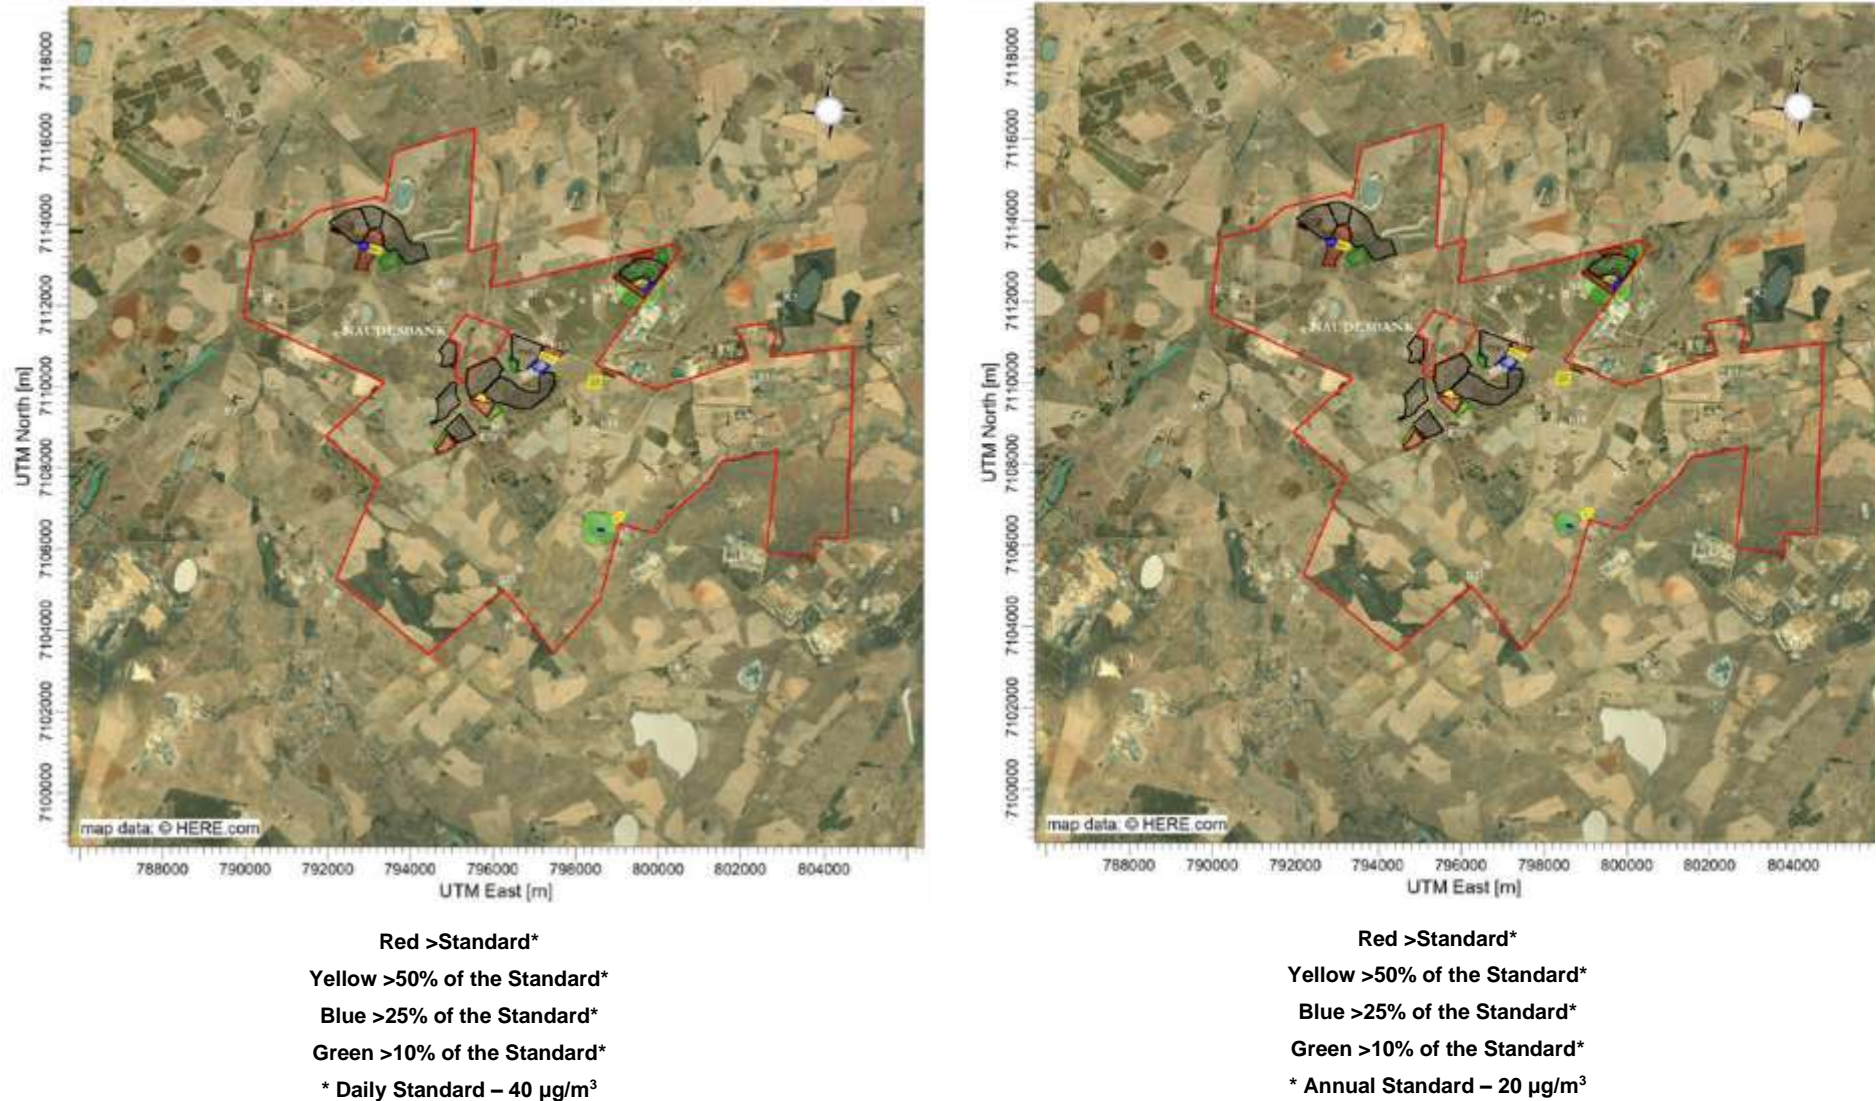 7118000
7116000
7114000
7112000
7110000
7108000
7106000
7104000
7102000
7100000
UTM North [m]
NAUDESBANK
map data: © HERE.com
788000 790000 792000 794000 796000 798000 800000 802000 804000
UTM East [m]
Red >Standard*
Yellow >50% of the Standard*
Blue >25% of the Standard*
Green >10% of the Standard*
* Daily Standard – 40 µg/m³
7118000
7116000
7114000
7112000
7110000
7108000
7106000
7104000
7102000
7100000
UTM North [m]
NAUDESBANK
map data: © HERE.com
788000 790000 792000 794000 796000 798000 800000 802000 804000
UTM East [m]
Red >Standard*
Yellow >50% of the Standard*
Blue >25% of the Standard*
Green >10% of the Standard*
* Annual Standard – 20 µg/m³